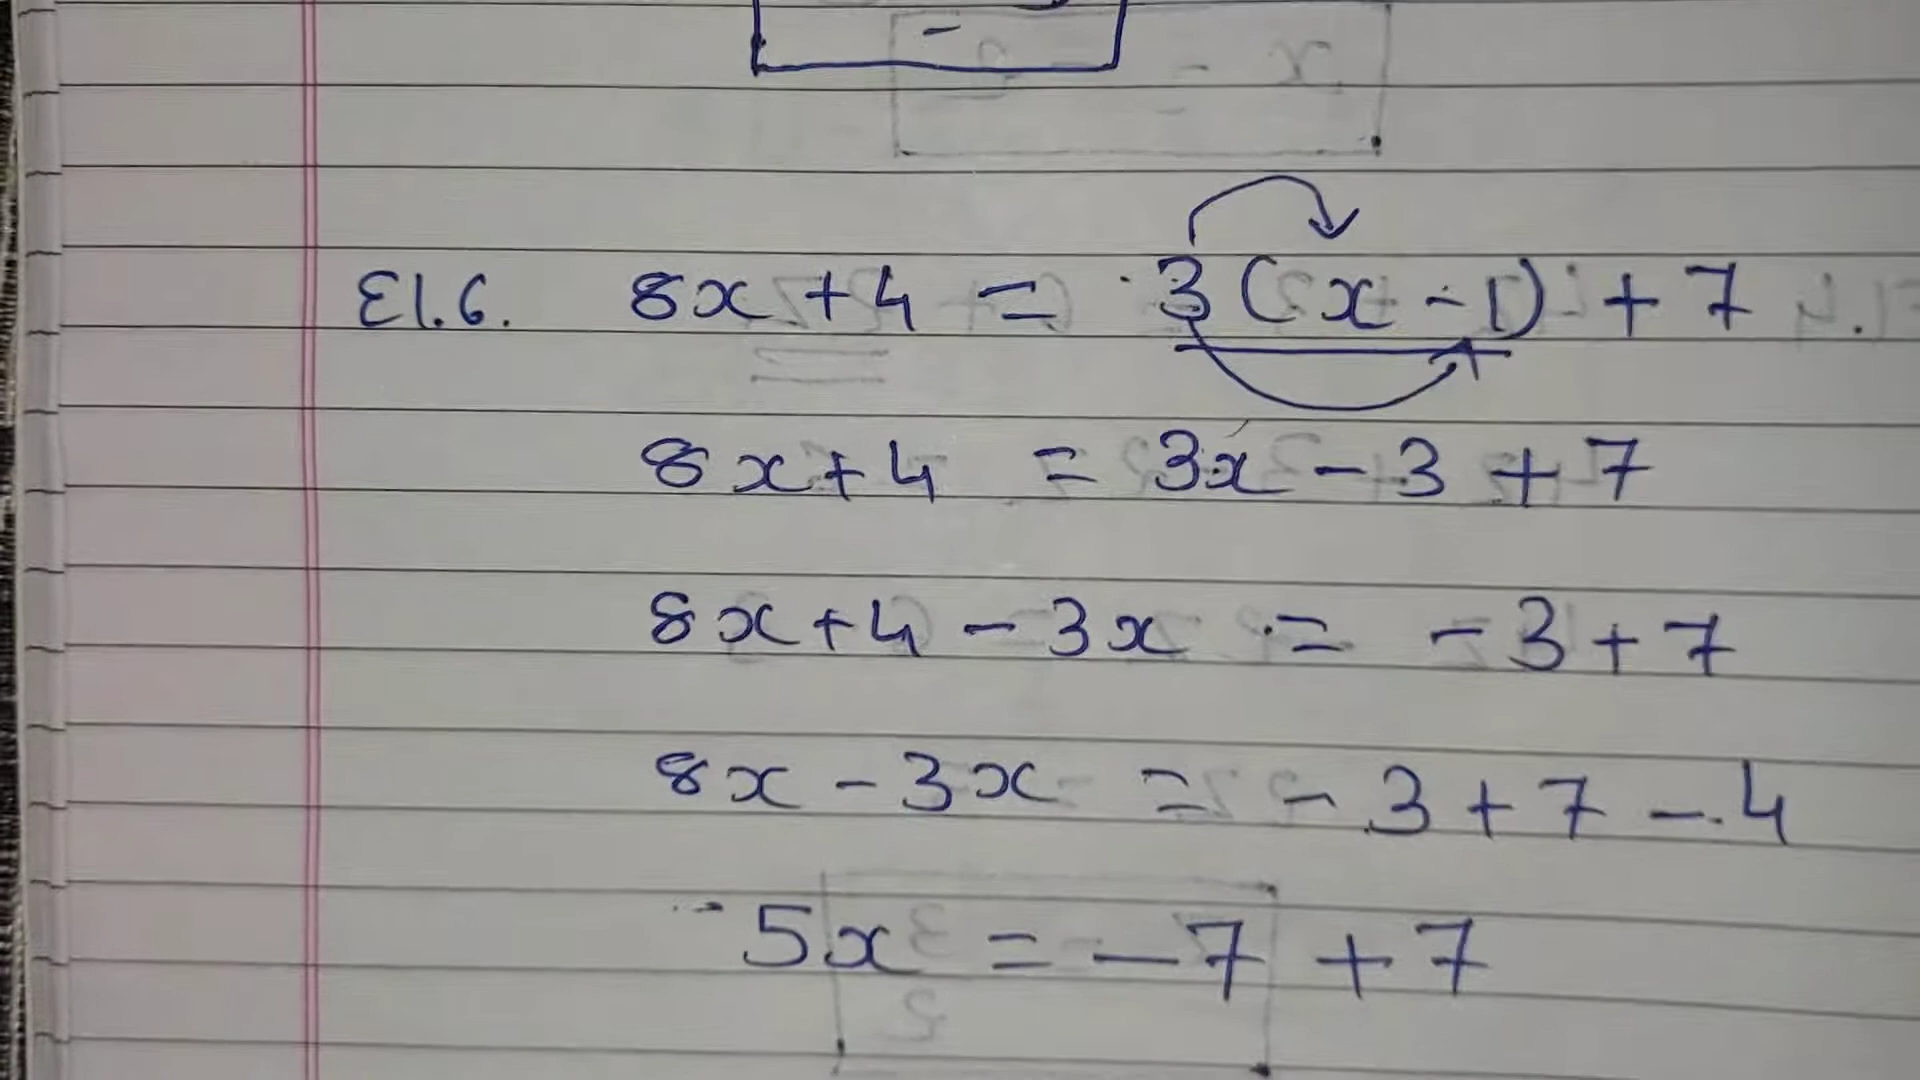 E1.6. 8x + 4 = 3(x - 1) + 7
8x + 4 = 3x - 3 + 7
8x + 4 - 3x = - 3 + 7
8x - 3x = - 3 + 7 - 4
5x = - 7 + 7